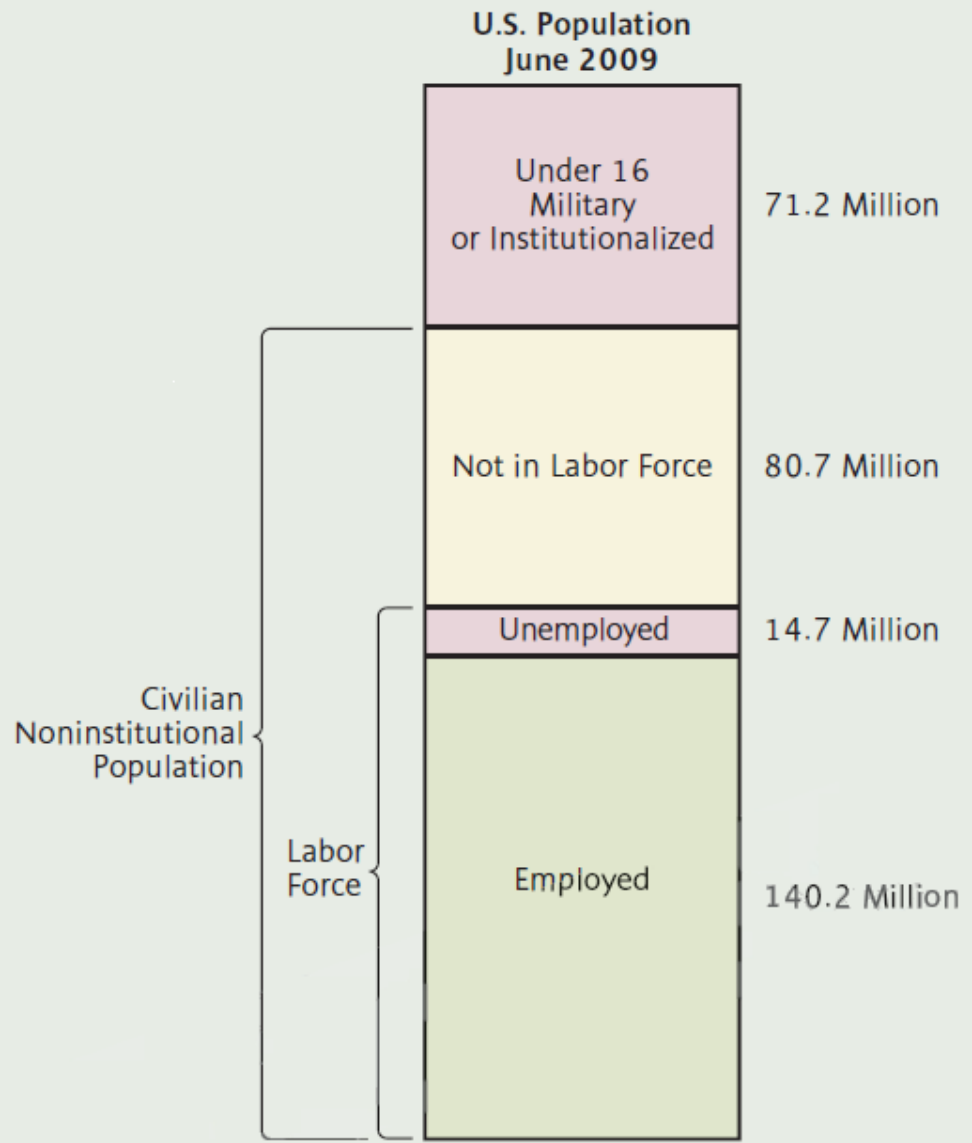 U.S. Population
June 2009
Under 16
Military
or Institutionalized
71.2 Million
Not in Labor Force
80.7 Million
Unemployed
14.7 Million
Civilian
Noninstitutional
Population
Labor
Force
Employed
140.2 Million